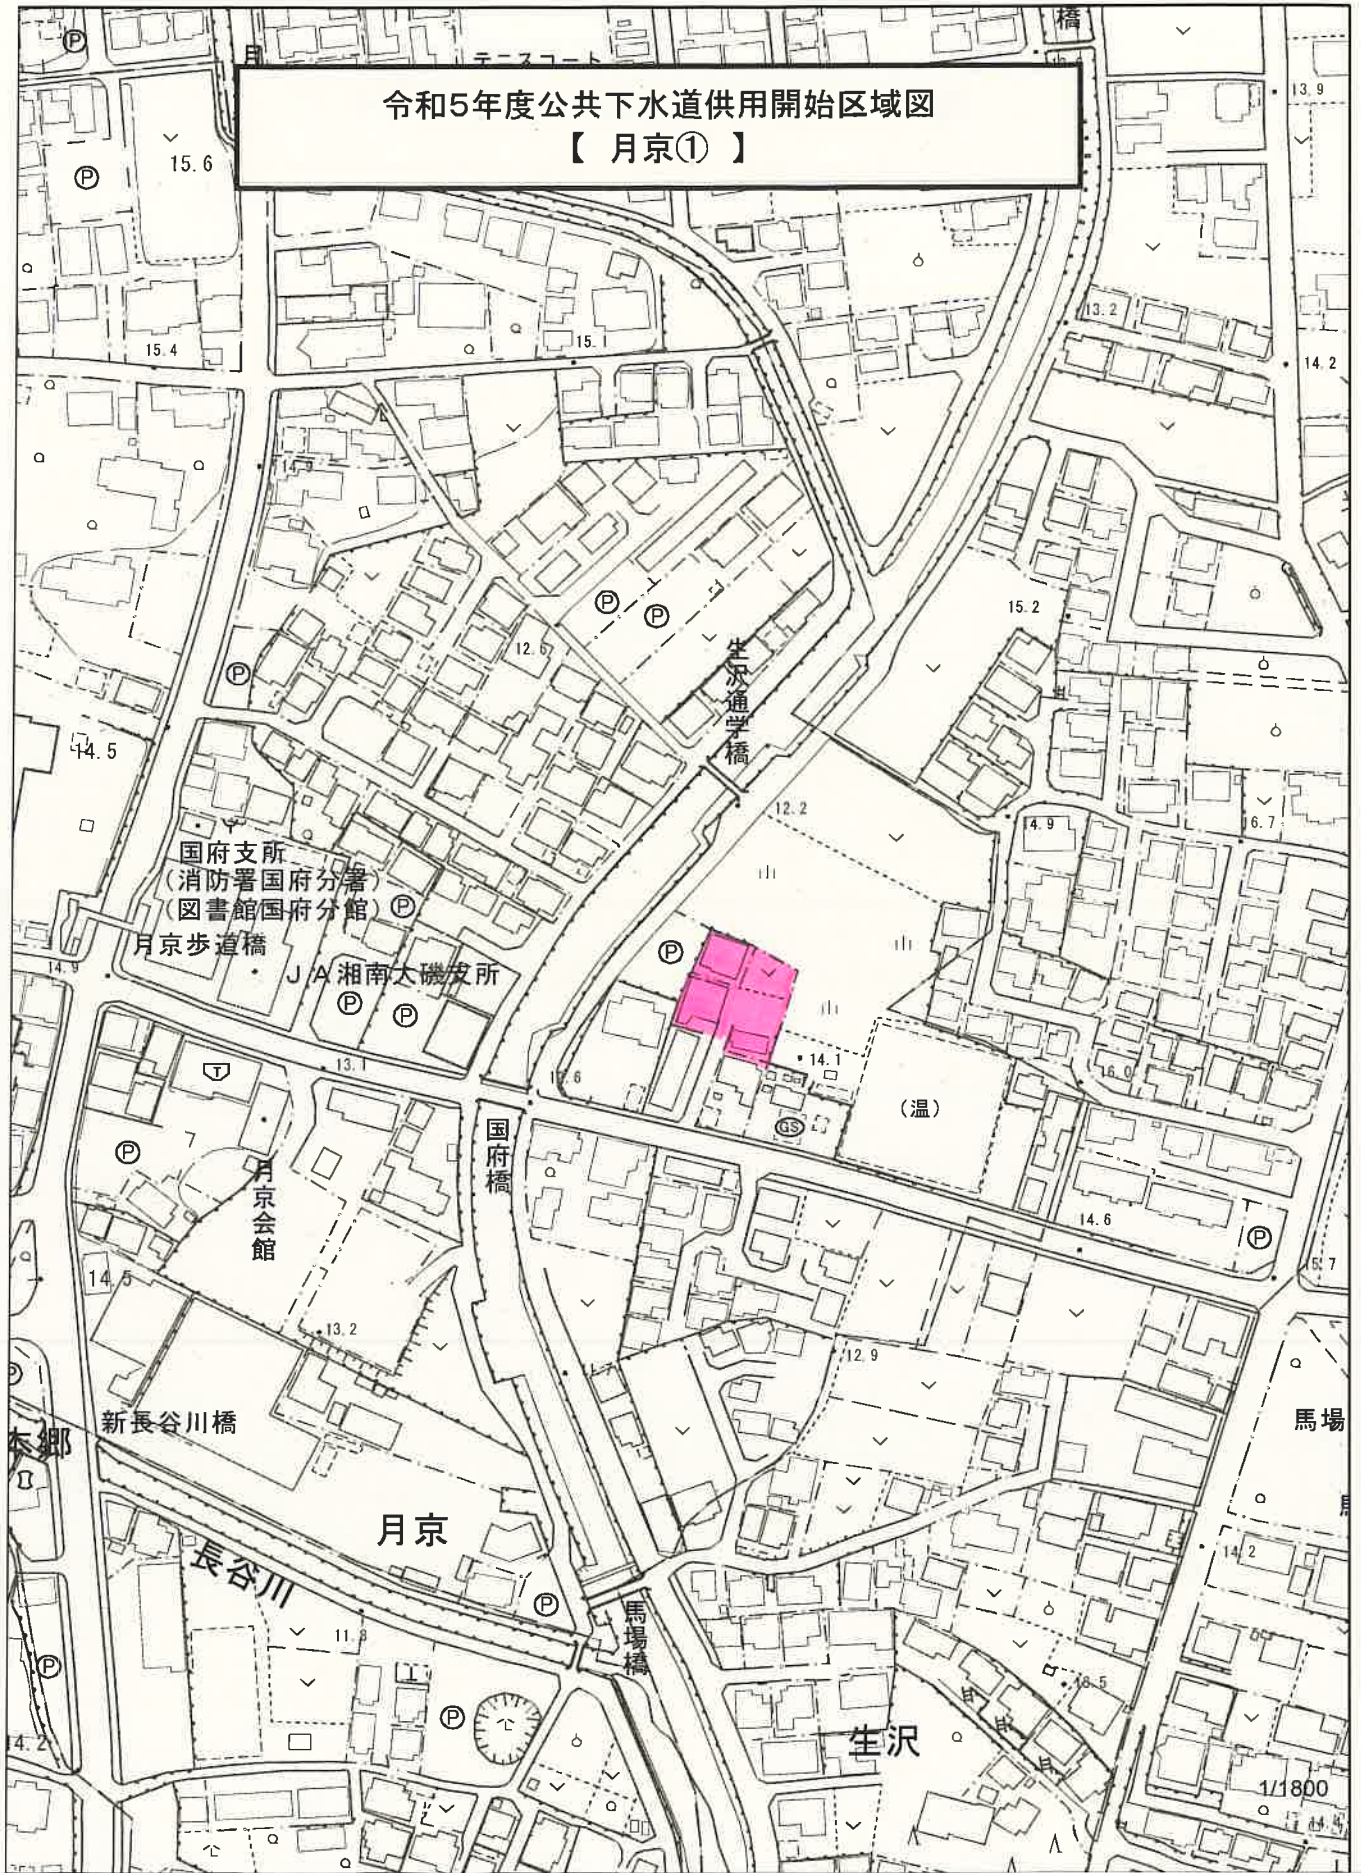 橋
月
テニスコート
令和5年度公共下水道供用開始区域図
【 月京① 】
13.9
Ⓟ
Ⓟ
15.6
13.2
15.4
15.1
14.2
14.9
15.2
Ⓟ
Ⓟ
12.6
Ⓟ
生沢通学橋
14.5
12.2
14.9
6.7
国府支所
(消防署国府分署)
(図書館国府分館)
Ⓟ
月京歩道橋
Ⓟ
14.9
JA湘南大磯支所
Ⓟ
Ⓟ
13.1
14.1
16.0
(温)
GS
国府橋
Ⓟ
月京会館
14.6
Ⓟ
14.5
13.2
12.9
Ⓟ
新長谷川橋
馬場
本郷
月京
長谷川
14.2
Ⓟ
馬場橋
11.8
Ⓟ
Ⓟ
生沢
14.2
1/1800